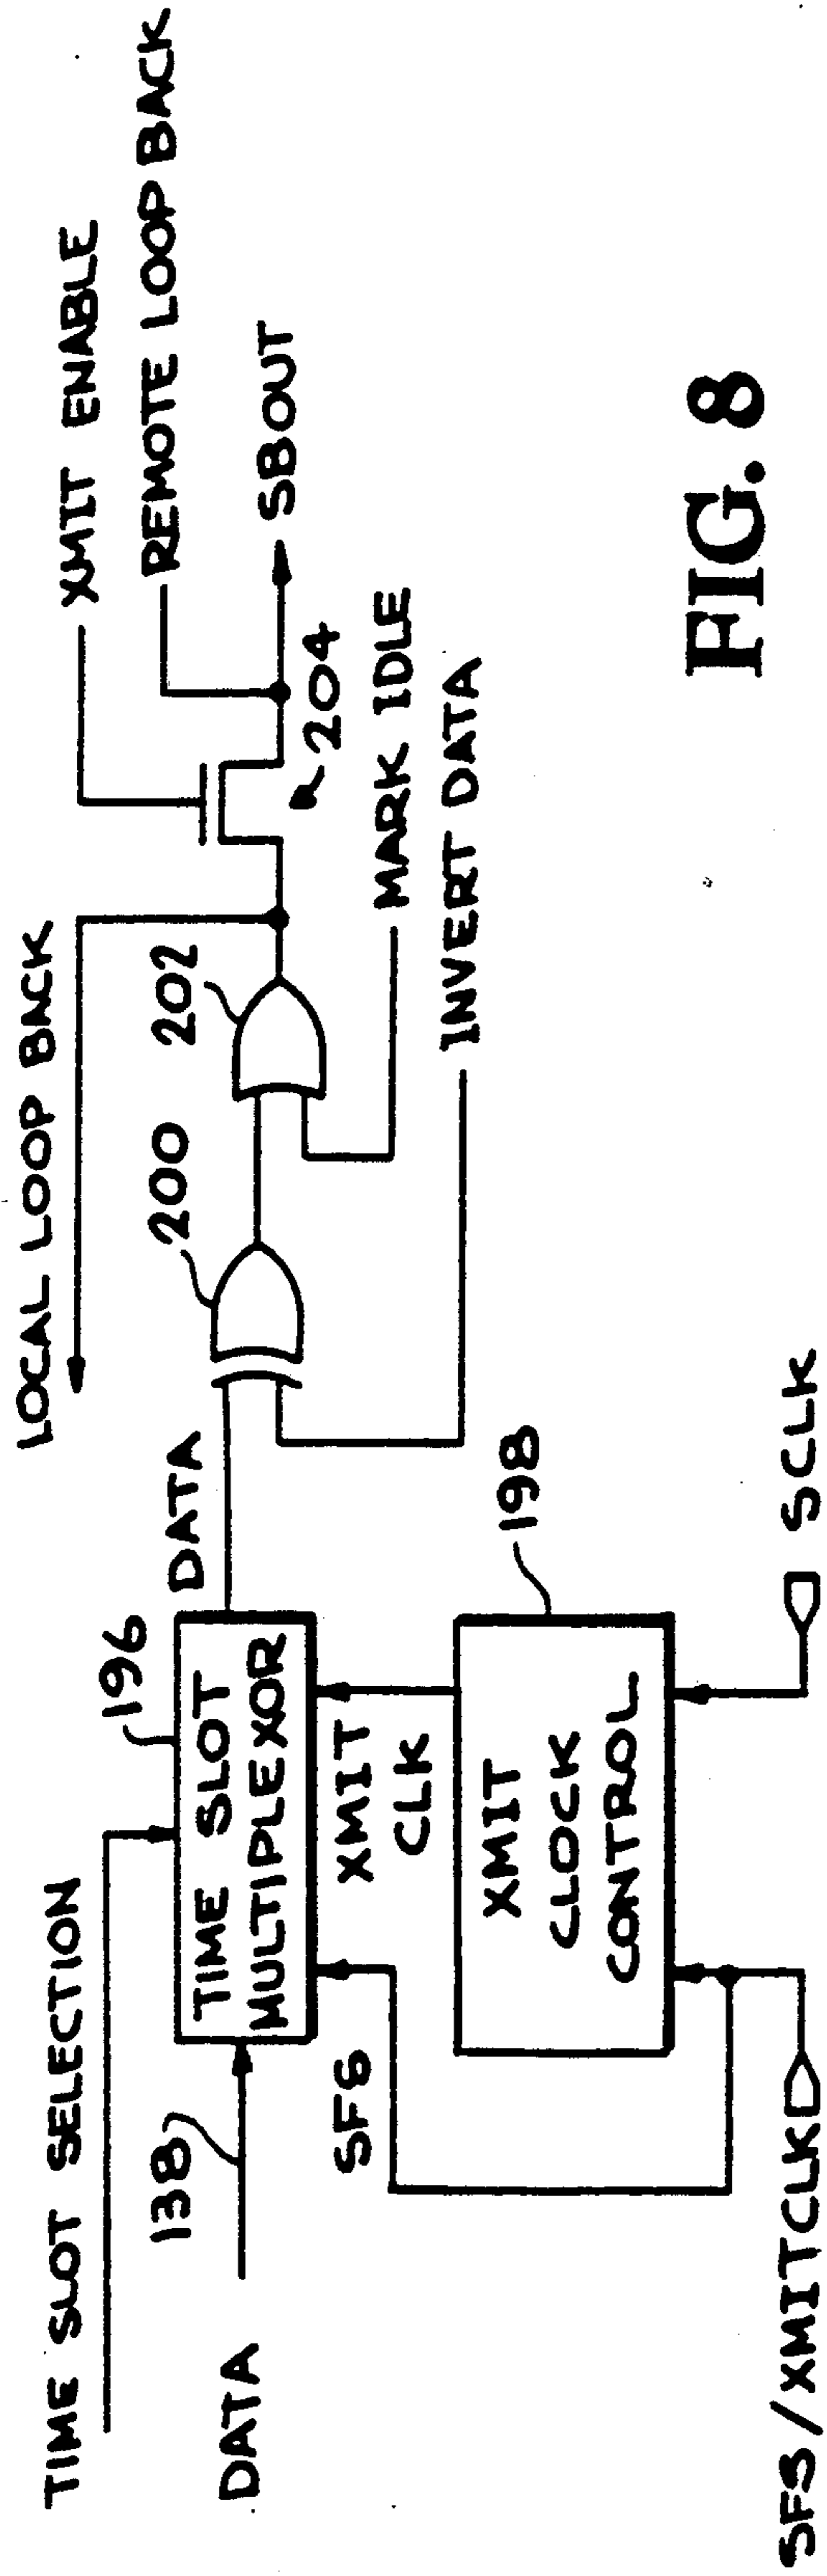 TIME SLOT SELECTION
LOCAL LOOP BACK
XMIT ENABLE
REMOTE LOOP BACK
SBOUT
DATA
138
196
TIME SLOT
MULTIPLEXOR
DATA
200
202
204
MARK IDLE
INVERT DATA
SFS
XMIT
CLK
198
XMIT
CLOCK
CONTROL
SFS/XMITCLK
SCLK
FIG. 8